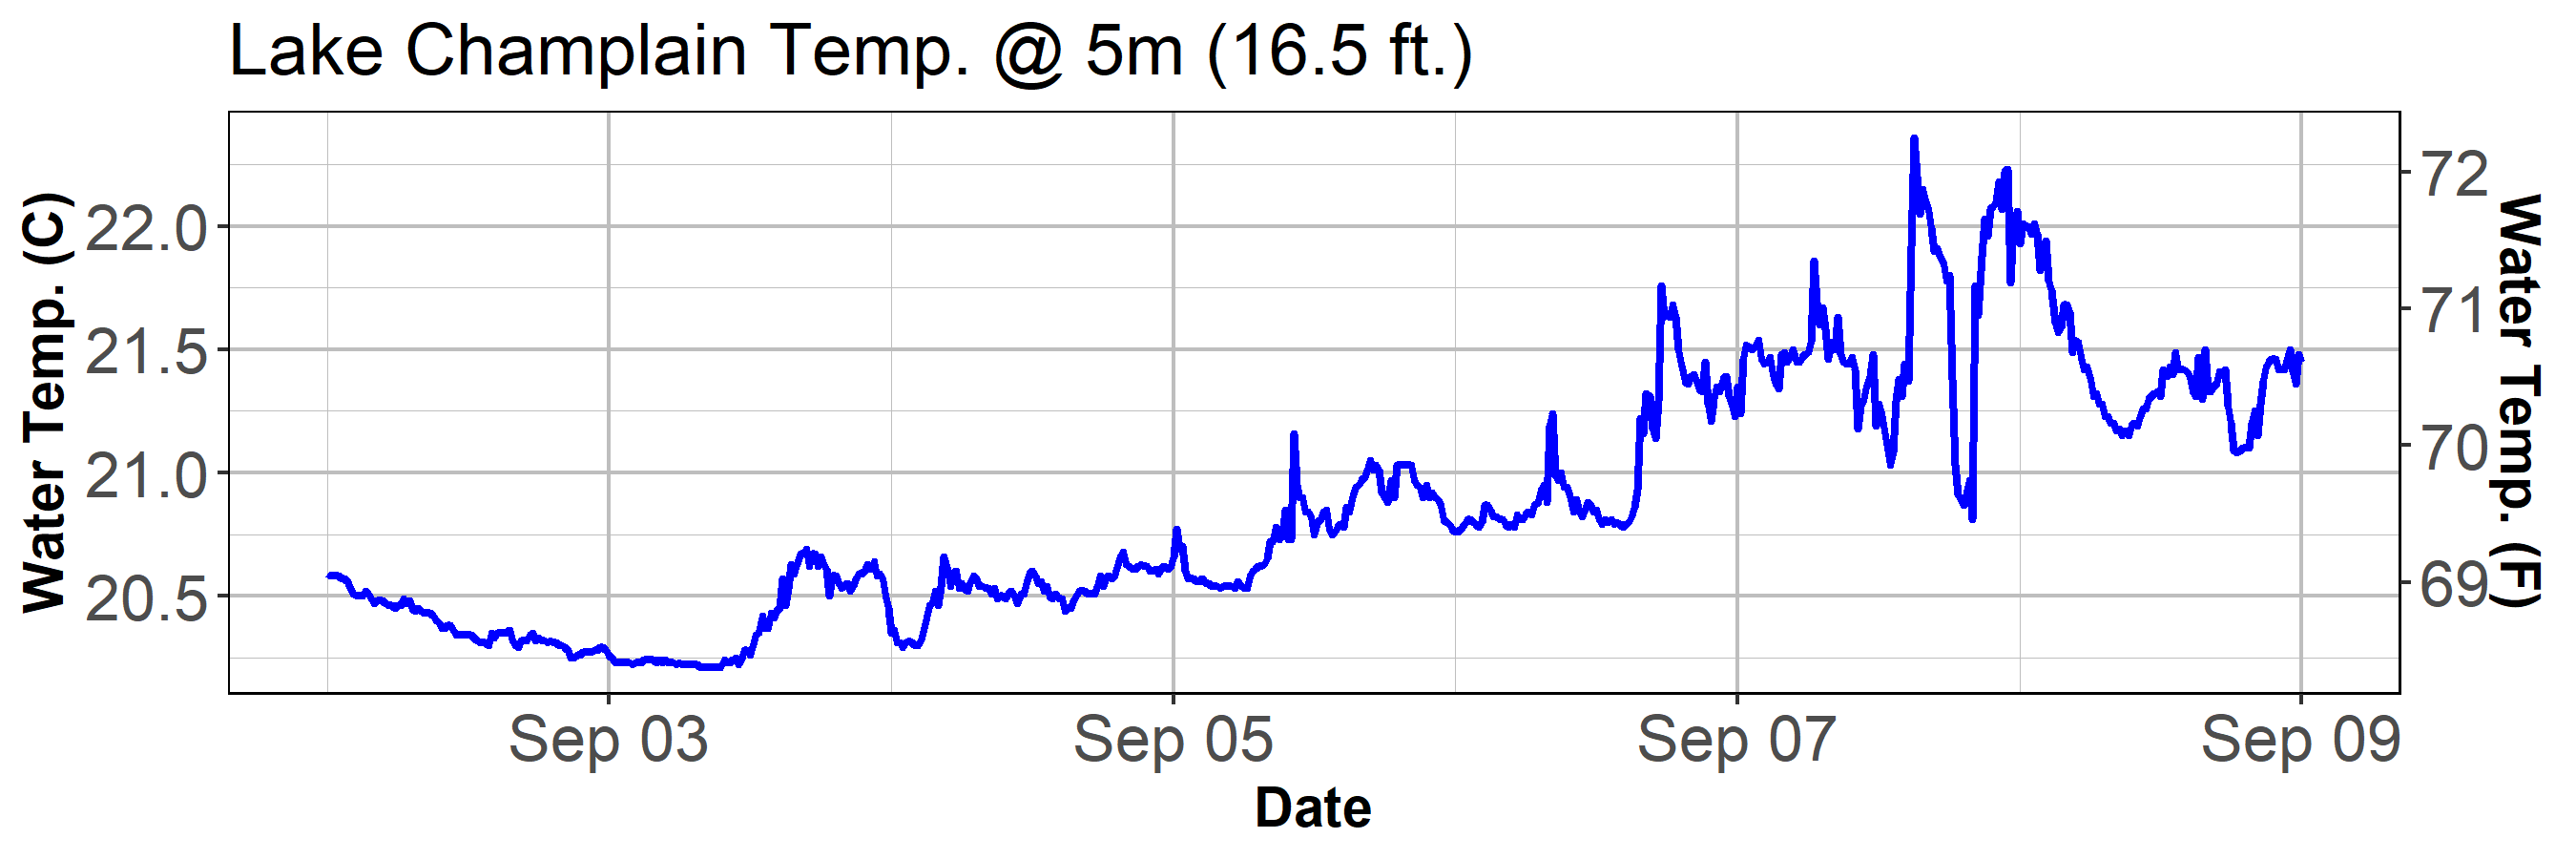 Lake Champlain Temp. @ 5m (16.5 ft.)
Water Temp. (C)
22.0
21.5
21.0
20.5
72
71
70
69
Water Temp. (F)
Sep 03 Sep 05 Sep 07 Sep 09
Date